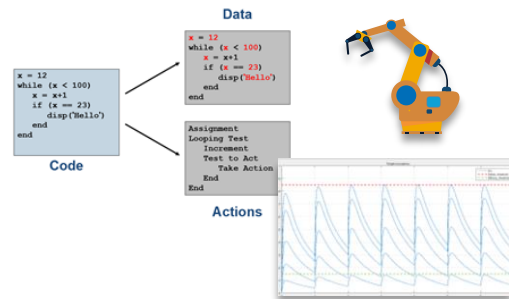 Data
x = 12
while (x < 100)
x = x+1
if (x == 23)
disp("Hello")
end
end
x = 12
while (x < 100)
x = x+1
if (x == 23)
disp("Hello")
end
end
Code
Assignment
Looping Test
Increment
Test to Act
Take Action
End
End
Actions